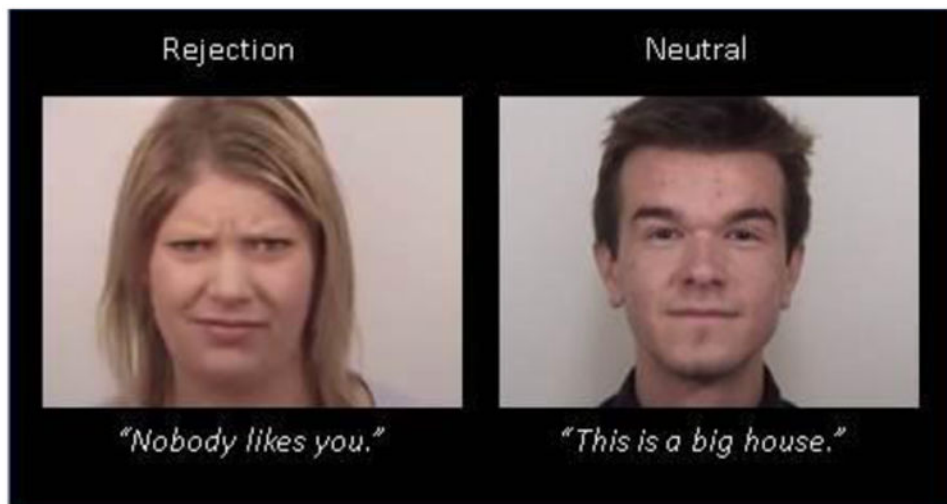 Rejection
Neutral
“Nobody likes you.”
“This is a big house.”